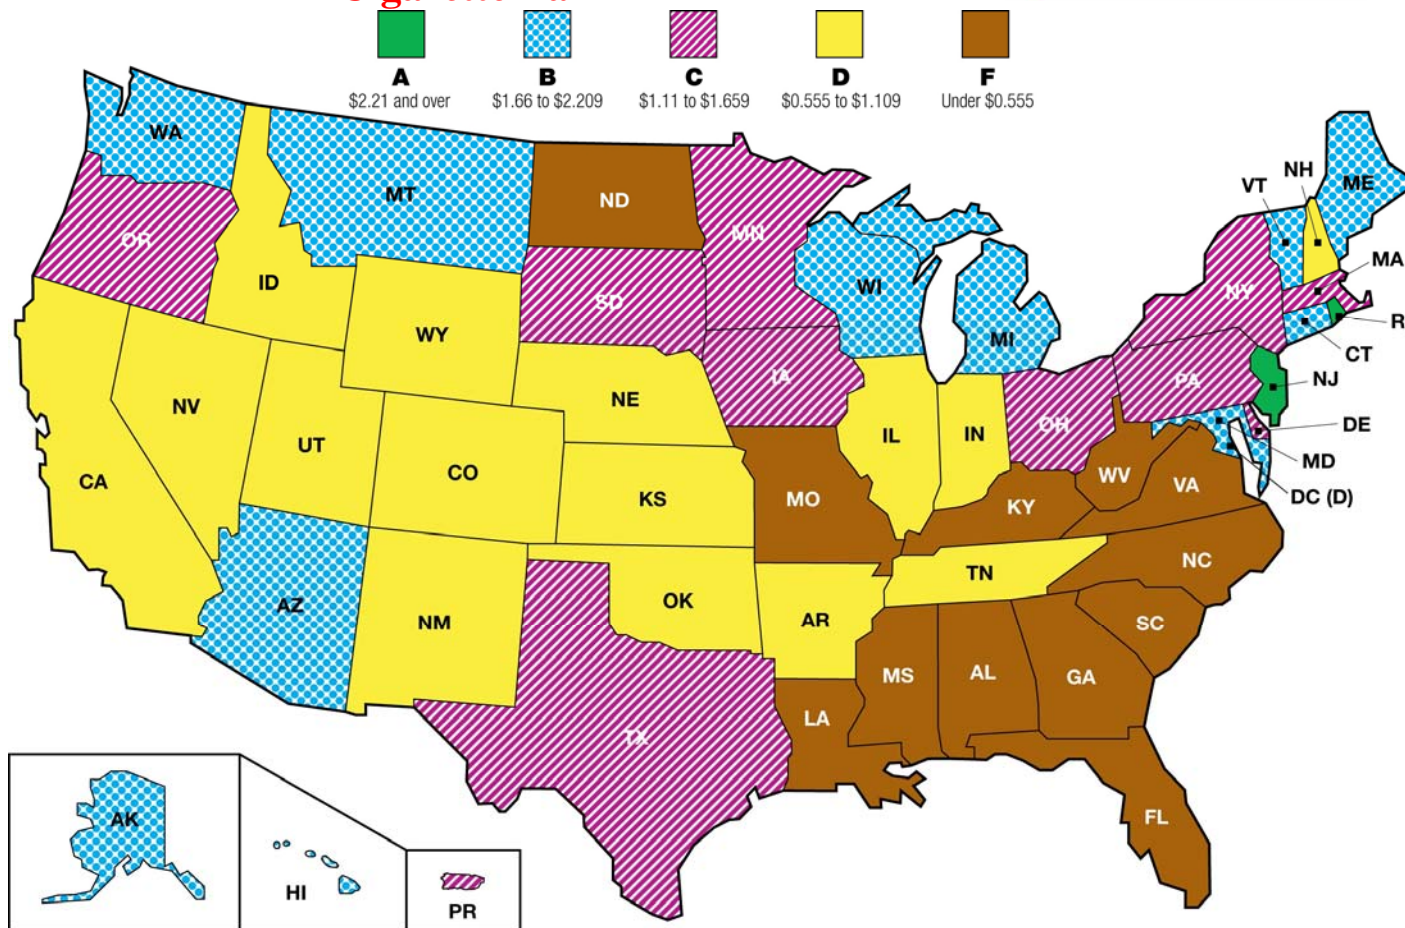 A B C D F
$2.21 and over $1.66 to $2.209 $1.11 to $1.659 $0.555 to $1.109 Under $0.555
WA
MT
ND
MN
OR
ID
SD
WY
WI
MI
NH
VT
ME
MA
NY
R
CT
NJ
PA
DE
MD
DC (D)
IA
NE
NV
UT
CO
CA
KS
MO
IL
IN
OH
WV
VA
KY
NC
TN
SC
AZ
NM
OK
AR
MS
AL
GA
LA
TX
FL
AK
HI
PR